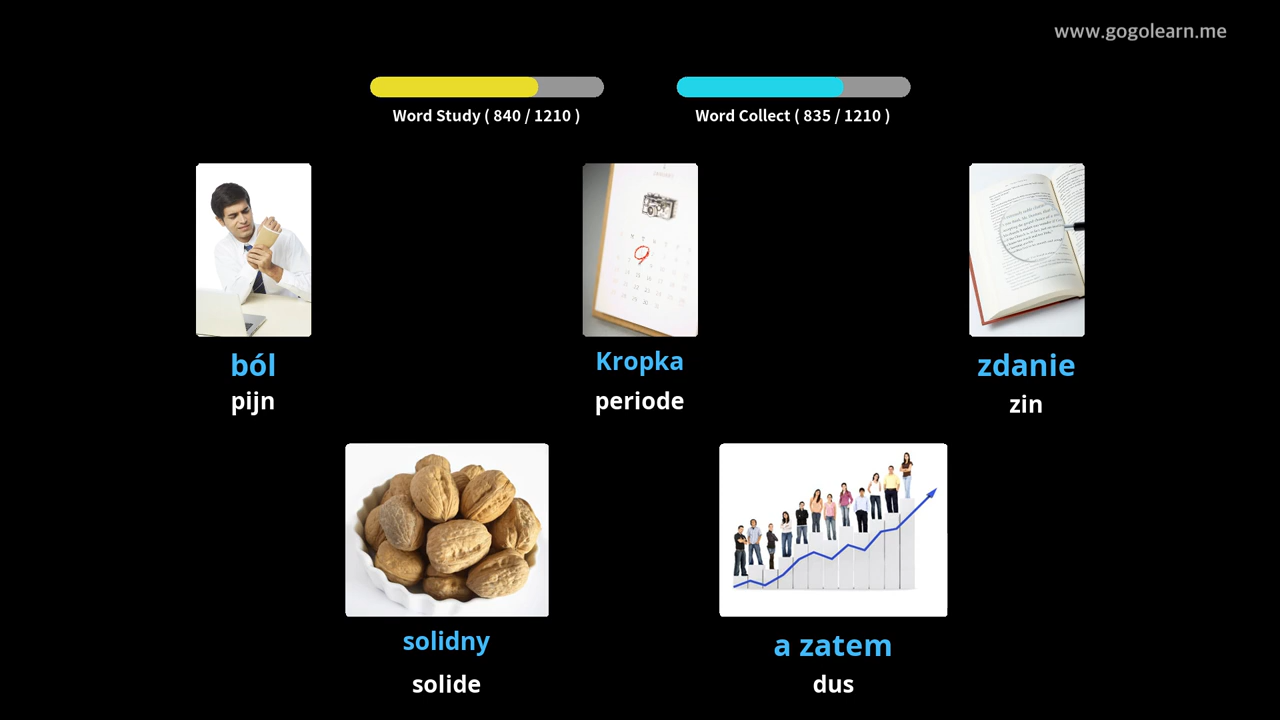 www.gogolearn.me
Word Study ( 840 / 1210 )
Word Collect ( 835 / 1210 )
ból
pijn
Kropka
periode
zdanie
zin
solidny
solide
a zatem
dus